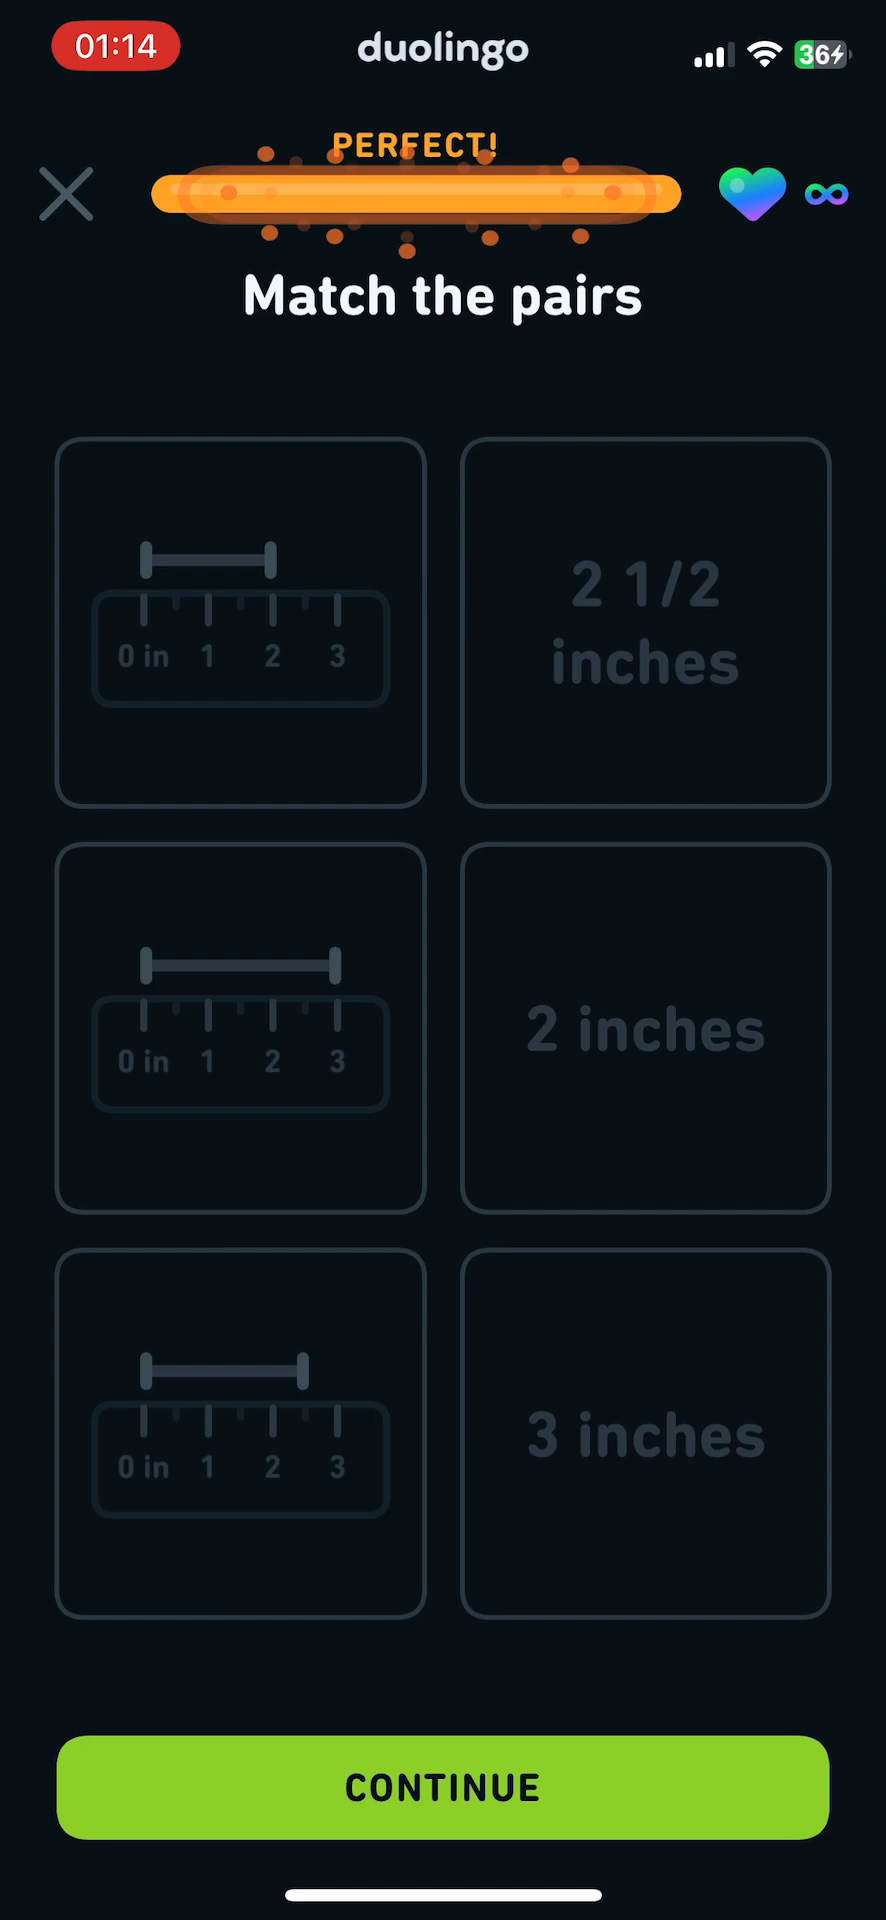 01:14
duolingo
36
PERFECT!
Match the pairs
0 in 1 2 3
2 1/2
inches
0 in 1 2 3
2 inches
0 in 1 2 3
3 inches
CONTINUE